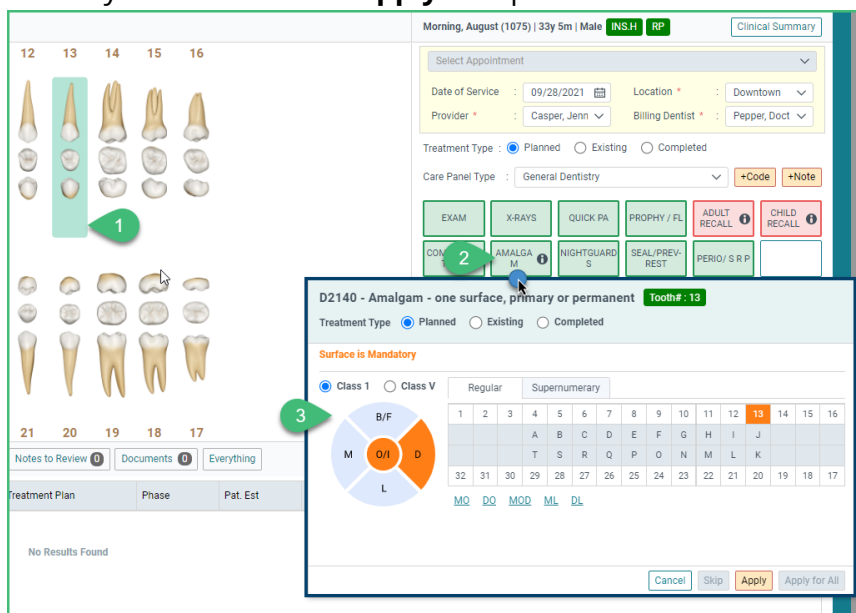 Apply
Morning, August (1075) | 33y 5m | Male INS.H RP Clinical Summary
12 13 14 15 16
Select Appointment
Date of Service : 09/28/2021 Location * : Downtown
Provider * : Casper, Jenn Billing Dentist * : Pepper, Doct
Treatment Type : Planned Existing Completed
Care Panel Type : General Dentistry +Code +Note
1
EXAM X-RAYS QUICK PA PROPHY / FL ADULT RECALL CHILD RECALL
2
AMALGA
M NIGHTGUARD
S SEAL/PREV-
REST PERIO/ S R P
D2140 - Amalgam - one surface, primary or permanent Tooth# : 13
Treatment Type Planned Existing Completed
Surface is Mandatory
Class 1 Class V Regular Supernumerary
3
B/F
M O/I D
L
1 2 3 4 5 6 7 8 9 10 11 12 13 14 15 16
A B C D E F G H I J
T S R Q P O N M L K
32 31 30 29 28 27 26 25 24 23 22 21 20 19 18 17
MO DO MOD ML DL
21 20 19 18 17
Notes to Review 0 Documents 0 Everything
Treatment Plan Phase Pat. Est
No Results Found
Cancel Skip Apply Apply for All